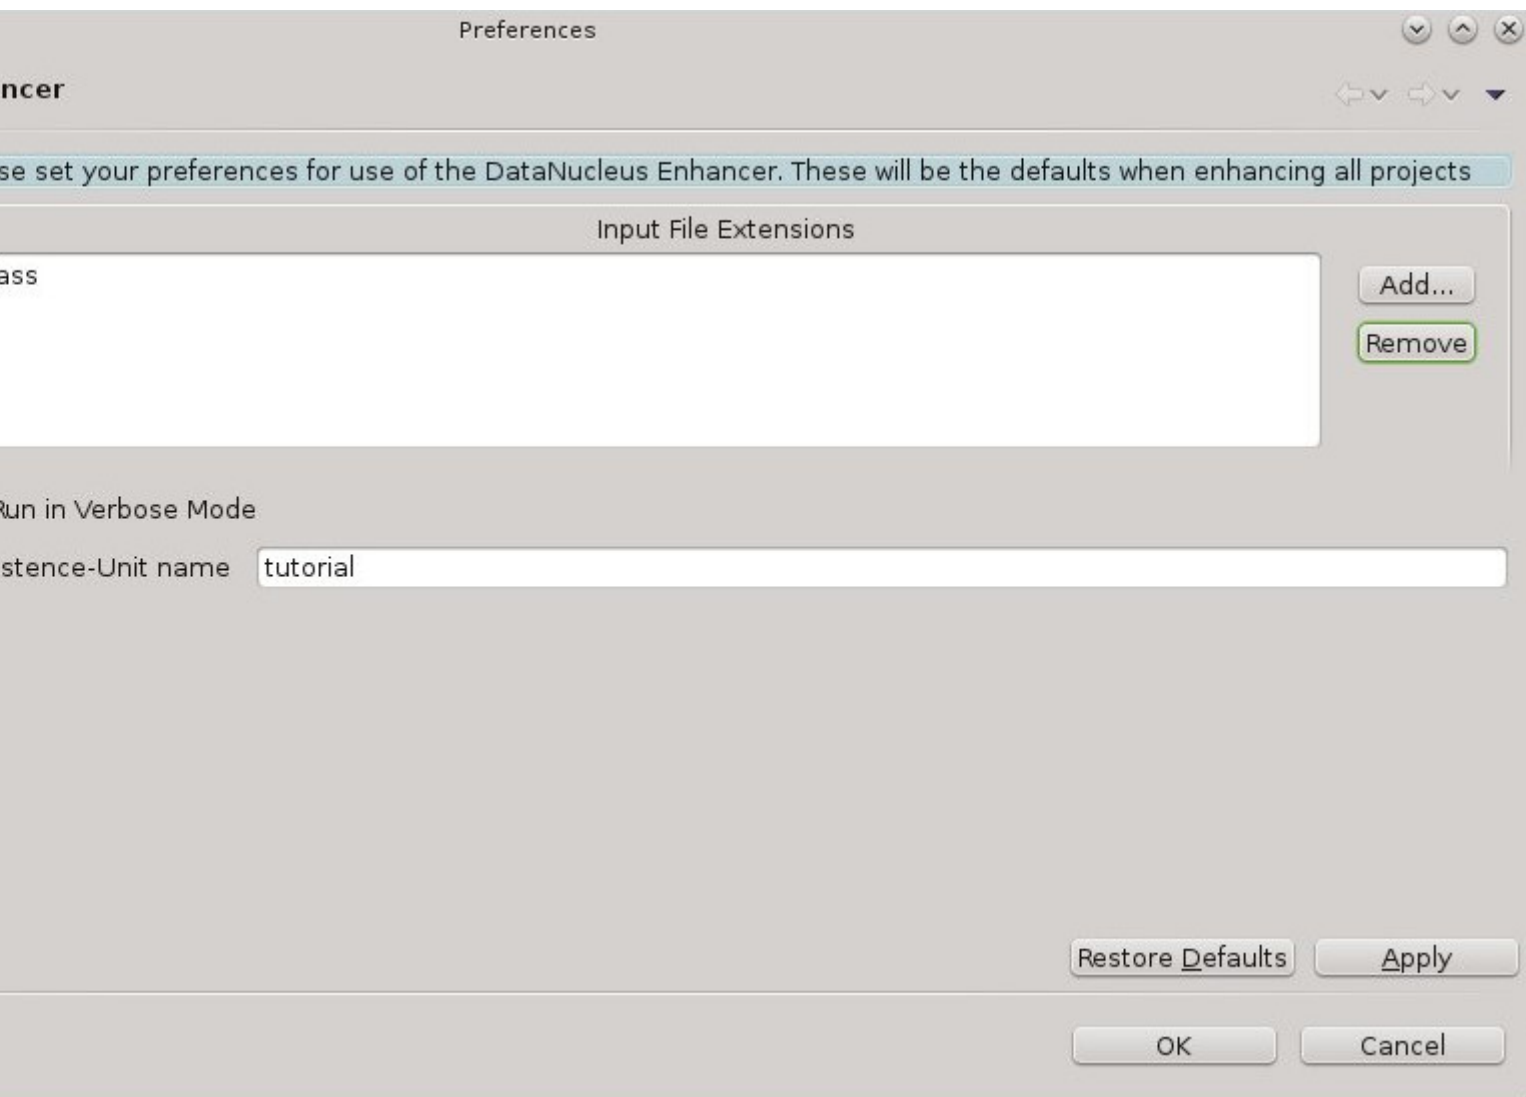 Preferences
ncer
se set your preferences for use of the DataNucleus Enhancer. These will be the defaults when enhancing all projects
Input File Extensions
ass
Add...
Remove
Run in Verbose Mode
stence-Unit name tutorial
Restore Defaults Apply
OK Cancel